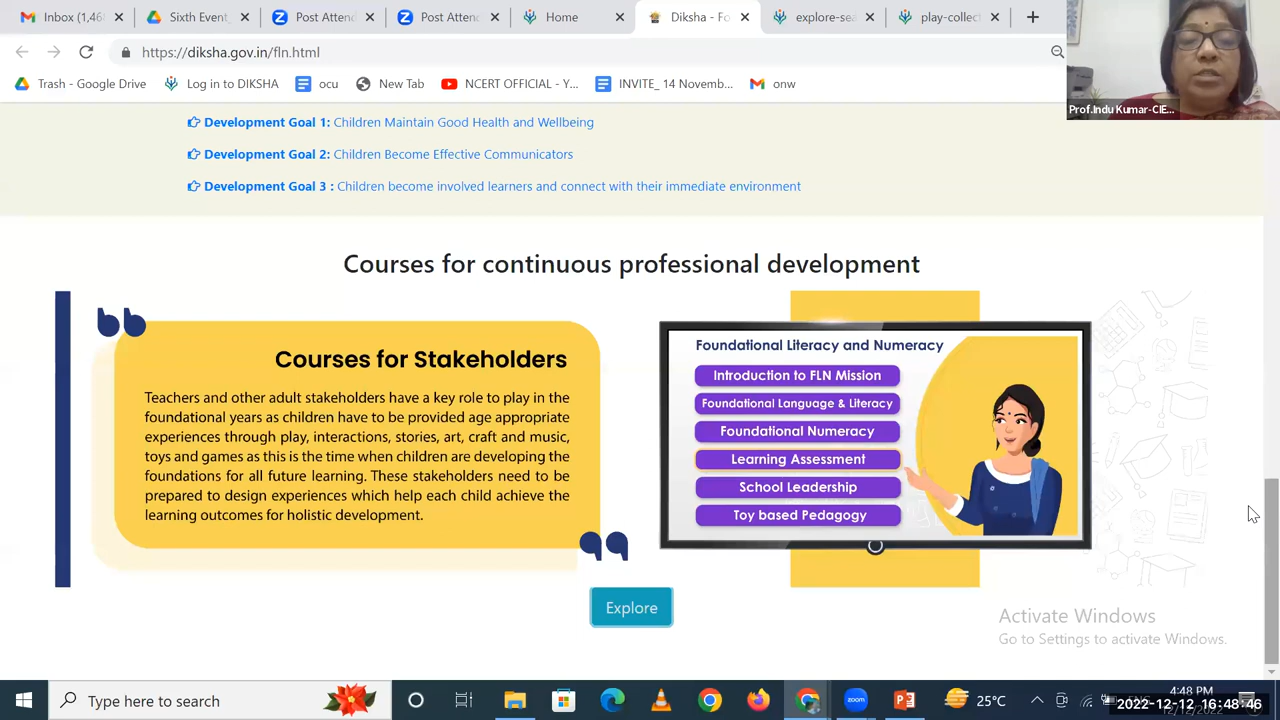 Inbox (1,46
Sixth Event_
Post Attend
Post Attend
Home
Diksha - Fo
explore-sea
play-collect
https://diksha.gov.in/fln.html
Trash - Google Drive
Log in to DIKSHA
ocu
New Tab
NCERT OFFICIAL - Y...
INVITE_ 14 Novemb...
onw
Prof.Indu Kumar-CIE...
Development Goal 1: Children Maintain Good Health and Wellbeing
Development Goal 2: Children Become Effective Communicators
Development Goal 3 : Children become involved learners and connect with their immediate environment
Courses for continuous professional development
Courses for Stakeholders
Teachers and other adult stakeholders have a key role to play in the
foundational years as children have to be provided age appropriate
experiences through play, interactions, stories, art, craft and music,
toys and games as this is the time when children are developing the
foundations for all future learning. These stakeholders need to be
prepared to design experiences which help each child achieve the
learning outcomes for holistic development.
Foundational Literacy and Numeracy
Introduction to FLN Mission
Foundational Language & Literacy
Foundational Numeracy
Learning Assessment
School Leadership
Toy based Pedagogy
Explore
Activate Windows
Go to Settings to activate Windows.
Type here to search
zoom
25°C
4:48 PM
2022-12-12 16:48:46